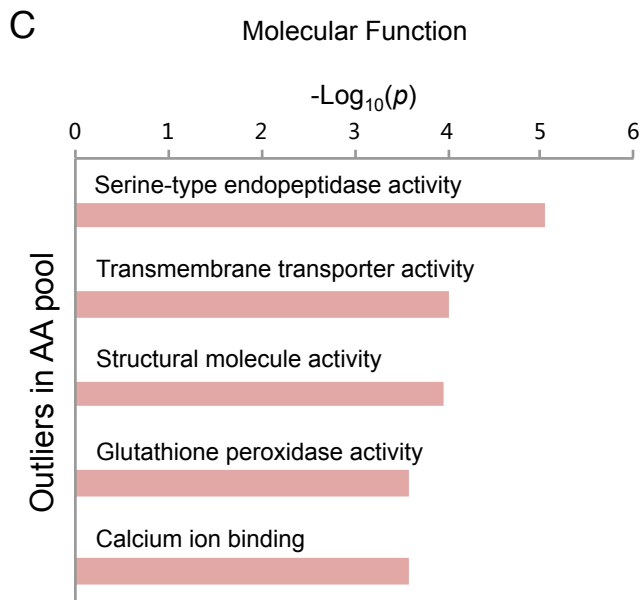 C
Molecular Function
-Log₁₀(p)
0 1 2 3 4 5 6
Outliers in AA pool
Serine-type endopeptidase activity
Transmembrane transporter activity
Structural molecule activity
Glutathione peroxidase activity
Calcium ion binding